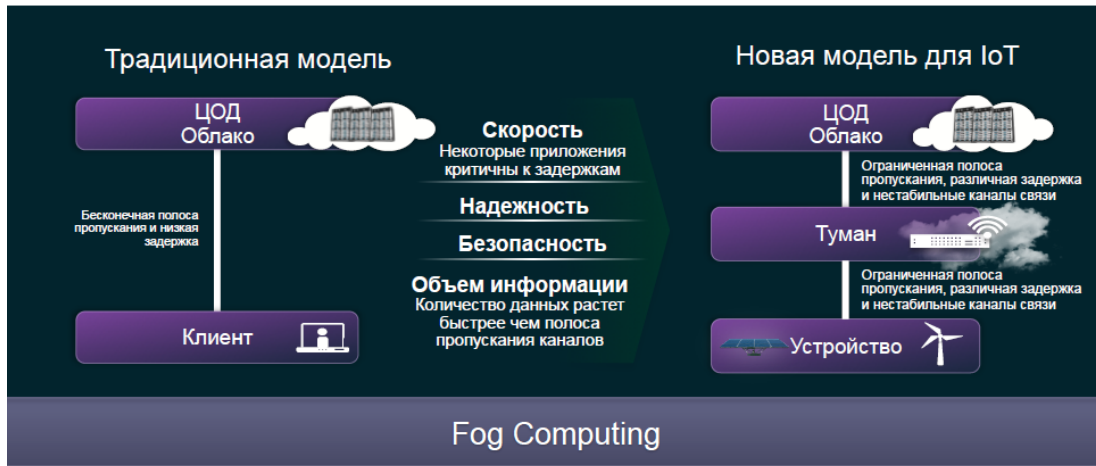 Традиционная модель
ЦОД
Облако
Бесконечная полоса
пропускания и низкая
задержка
Клиент
Скорость
Некоторые приложения
критичны к задержкам
Надежность
Безопасность
Объем информации
Количество данных растет
быстрее чем полоса
пропускания каналов
Новая модель для IoT
ЦОД
Облако
Ограниченная полоса
пропускания, различная задержка
и нестабильные каналы связи
Туман
Ограниченная полоса
пропускания, различная задержка
и нестабильные каналы связи
Устройство
Fog Computing